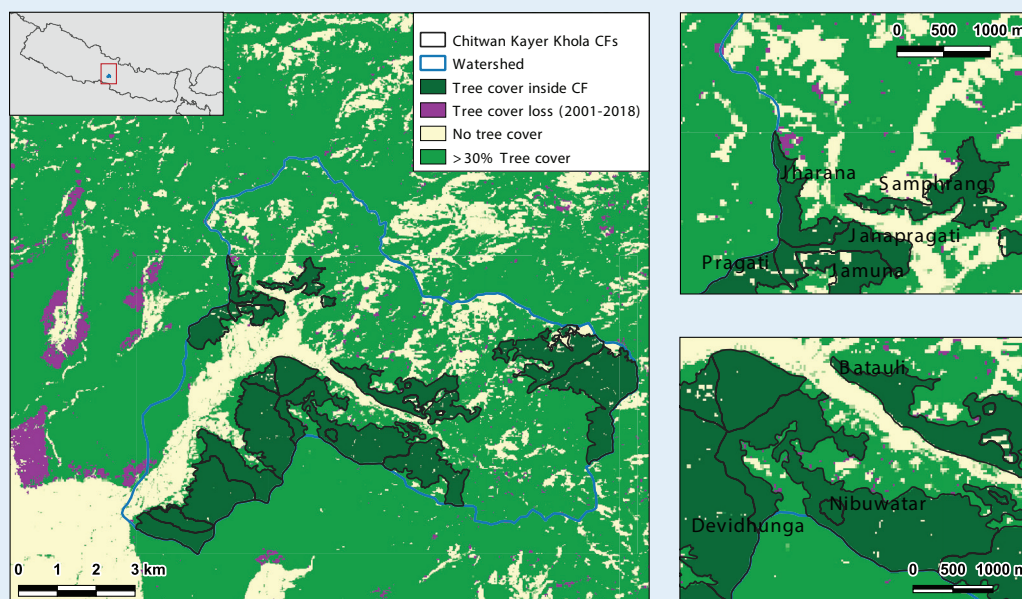 Chitwan Kayer Khola CFs
Watershed
Tree cover inside CF
Tree cover loss (2001-2018)
No tree cover
>30% Tree cover
0 1 2 3 km
0 500 1000 m
Jharana
Samphrang
Janapragati
Pragati
Jamuna
Batauli
Nibuwatar
Devidhunga
0 500 1000 m